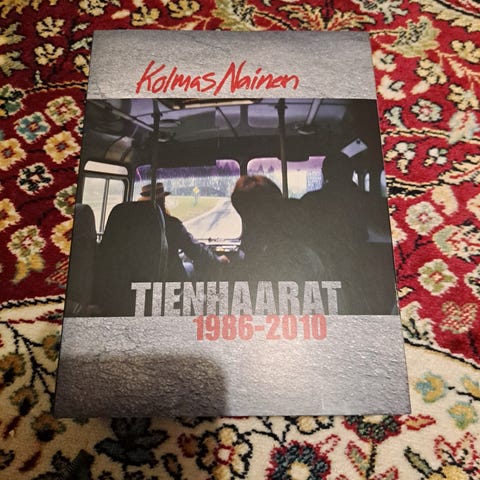 Kolmas Nainen
TIENHAARAT
1986-2010